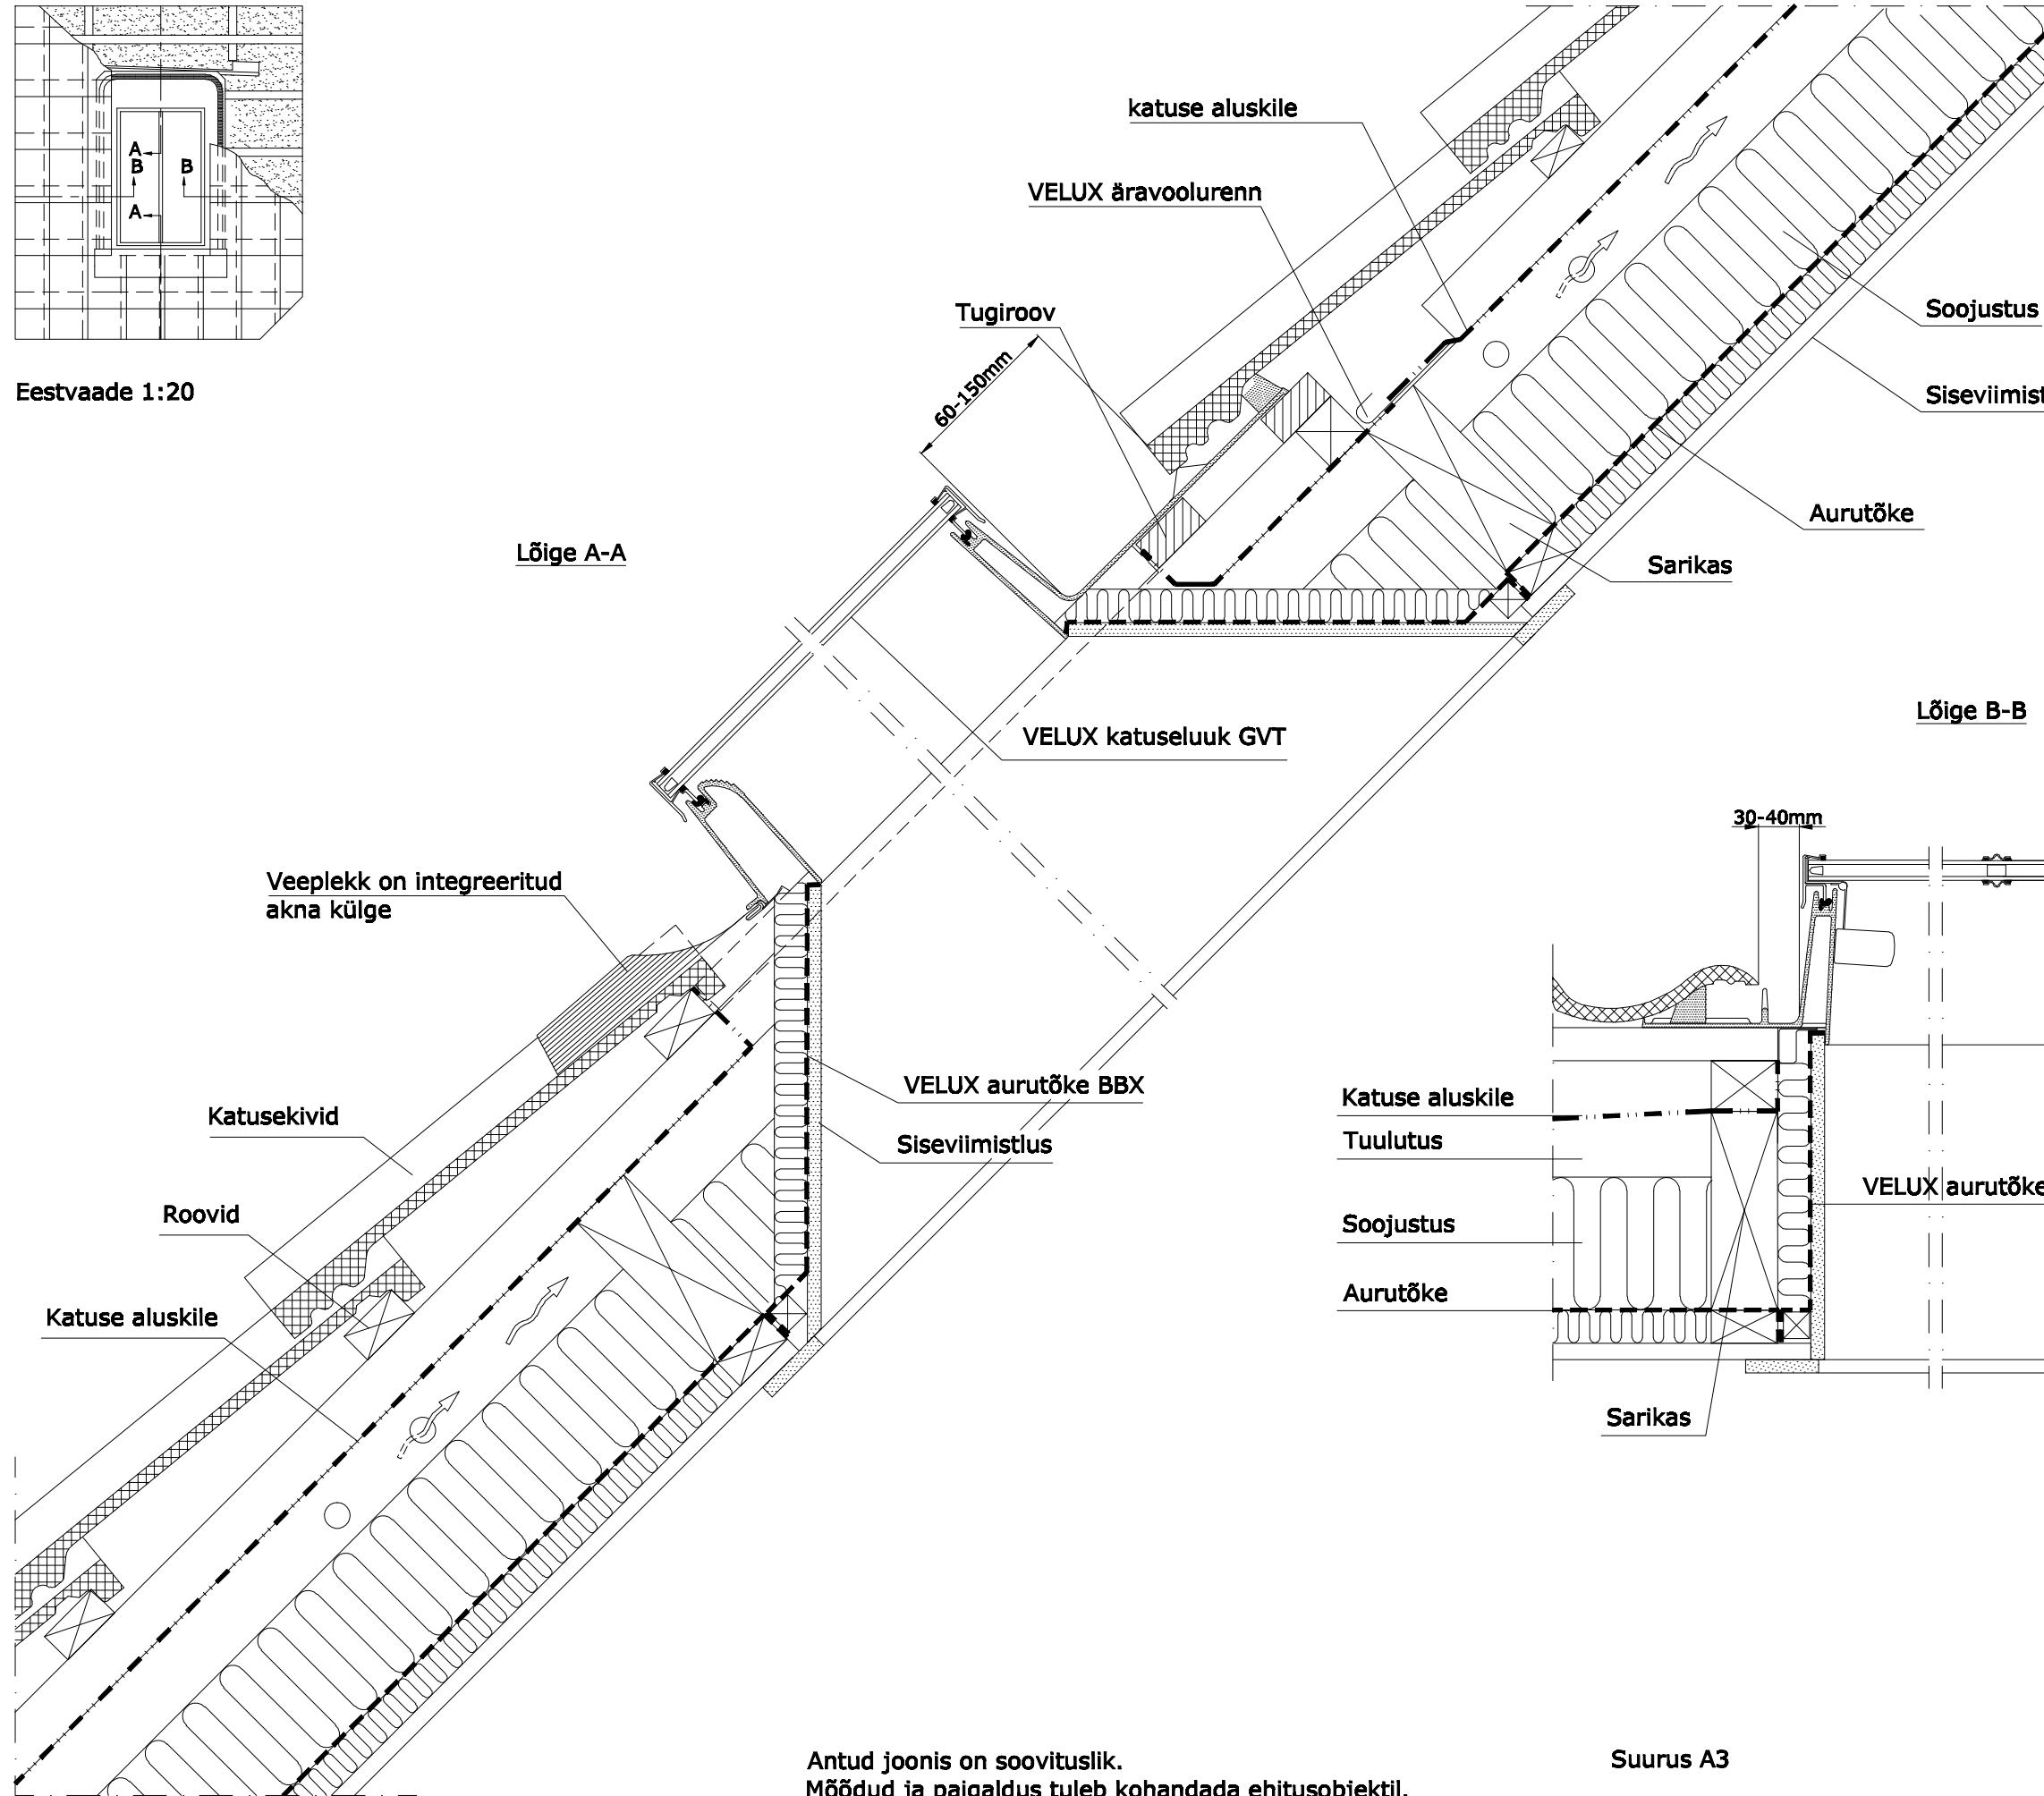 A
B
B
A
Eestvaade 1:20
katuse aluskile
VELUX äravoolurenn
Tugiroov
60-150mm
Soojustus
Lõige A-A
Aurutõke
Sarikas
Lõige B-B
VELUX katuseluuk GVT
30-40mm
Veeplekk on integreeritud
akna külge
VELUX aurutõke BBX
Katusekivid
Siseviimistlus
Katuse aluskile
Tuulutus
VELUX aurutõke
Roovid
Soojustus
Katuse aluskile
Aurutõke
Sarikas
Antud joonis on soovituslik.
Suurus A3
Mõõdud ja paigaldus tuleb kohandada ehitusobjektil.